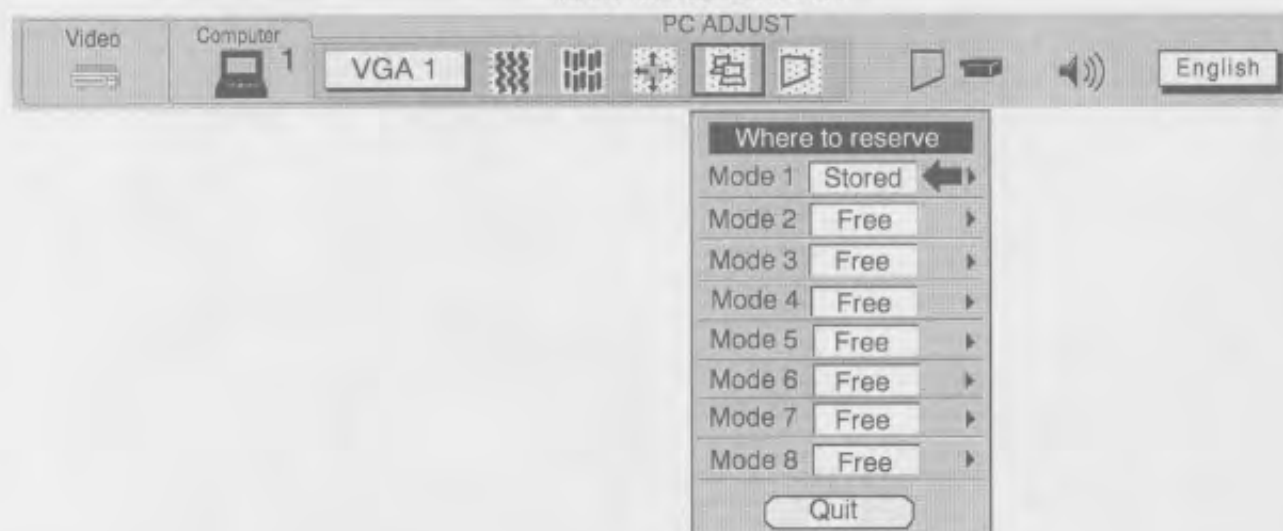 PC ADJUST
Video
Computer
1
VGA 1
English
Where to reserve
Mode 1 Stored
Mode 2 Free
Mode 3 Free
Mode 4 Free
Mode 5 Free
Mode 6 Free
Mode 7 Free
Mode 8 Free
Quit